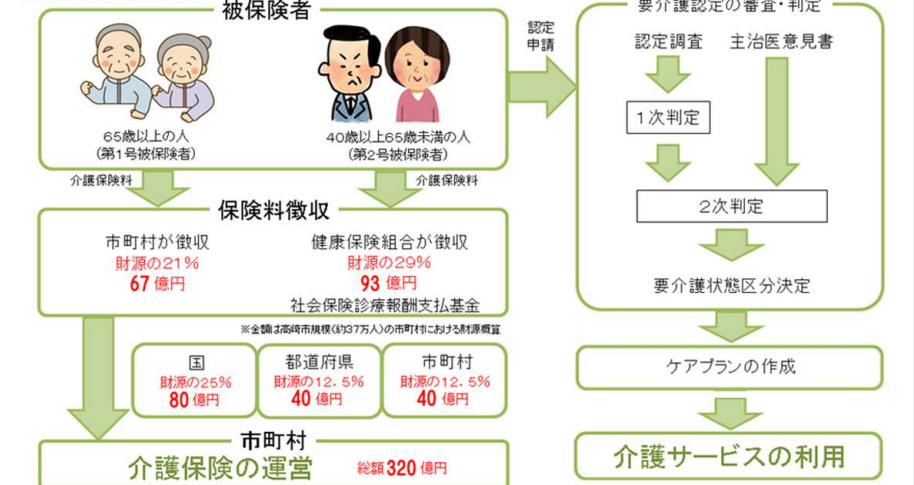 被保険者
65歳以上の人
(第1号被保険者)
40歳以上65歳未満の人
(第2号被保険者)
介護保険料
介護保険料
保険料徴収
市町村が徴収
財源の21%
67 億円
健康保険組合が徴収
財源の29%
93 億円
社会保険診療報酬支払基金
※金額は高崎市規模(約37万人)の市町村における財源概算
国
財源の25%
80 億円
都道府県
財源の12.5%
40 億円
市町村
財源の12.5%
40 億円
市町村
介護保険の運営
総額320 億円
認定
申請
要介護認定の審査・判定
認定調査
主治医意見書
1次判定
2次判定
要介護状態区分決定
ケアプランの作成
介護サービスの利用